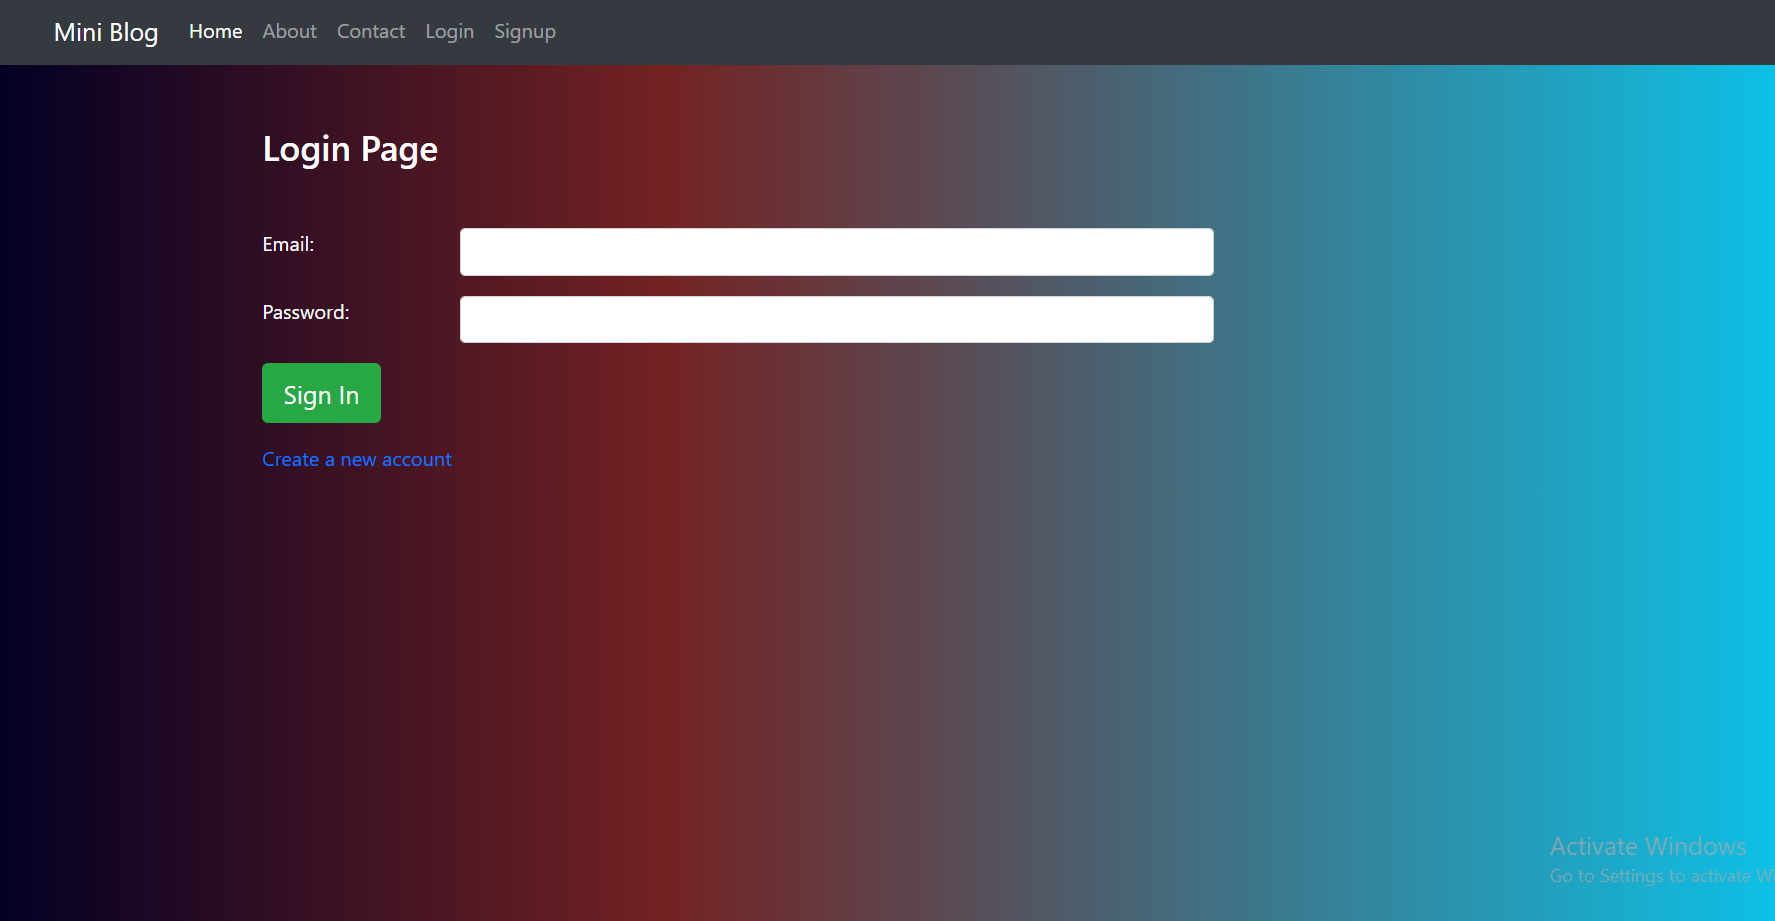 Mini Blog Home About Contact Login Signup
Login Page
Email:
Password:
Sign In
Create a new account
Activate Windows
Go to Settings to activate